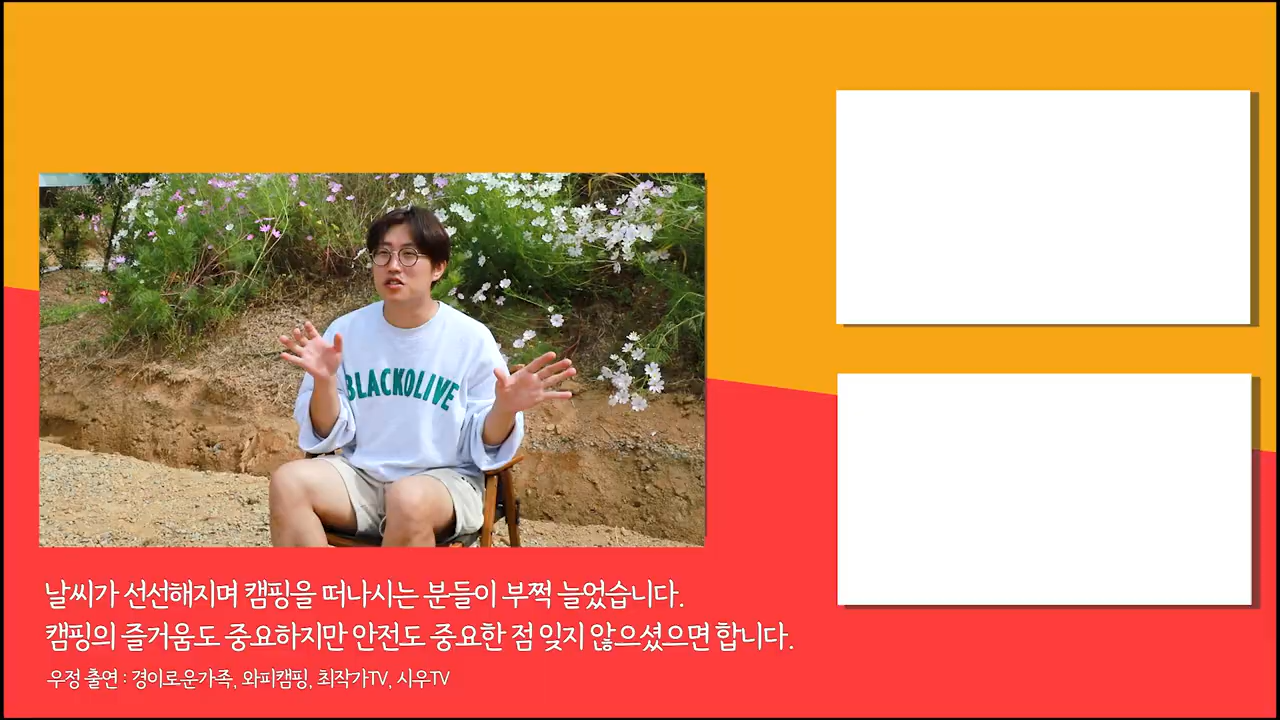 BLACKOLIVE
날씨가 선선해지며 캠핑을 떠나시는 분들이 부쩍 늘었습니다.
캠핑의 즐거움도 중요하지만 안전도 중요한 점 잊지 않으셨으면 합니다.
우정 출연 : 경이로운가족, 와피캠핑, 최작가TV, 시우TV